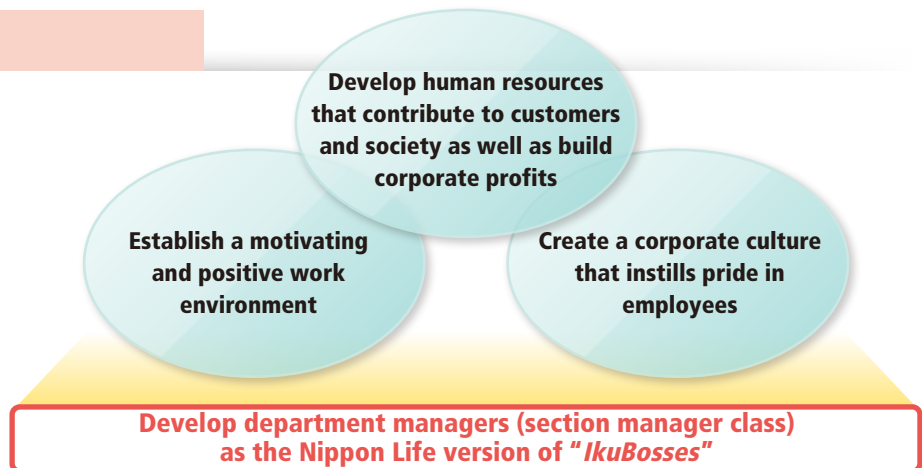 Develop human resources
that contribute to customers
and society as well as build
corporate profits
Establish a motivating
and positive work
environment
Create a corporate culture
that instills pride in
employees
Develop department managers (section manager class)
as the Nippon Life version of “IkuBosses”